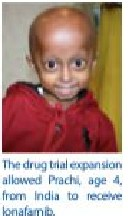 The drug trial expansion
allowed Prachi, age 4,
from India to receive
lonafarnib.